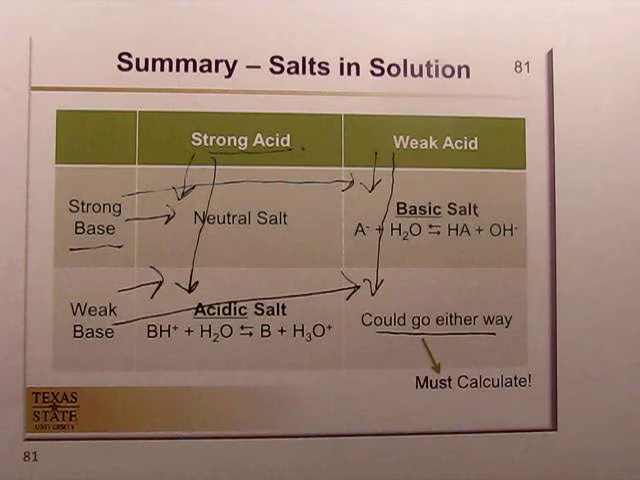 Summary – Salts in Solution
81
Strong Acid
Weak Acid
Strong
Base
Neutral Salt
Basic Salt
A⁻ + H₂O ⇆ HA + OH⁻
Weak
Base
Acidic Salt
BH⁺ + H₂O ⇆ B + H₃O⁺
Could go either way
Must Calculate!
TEXAS
STATE
UNIVERSITY
81